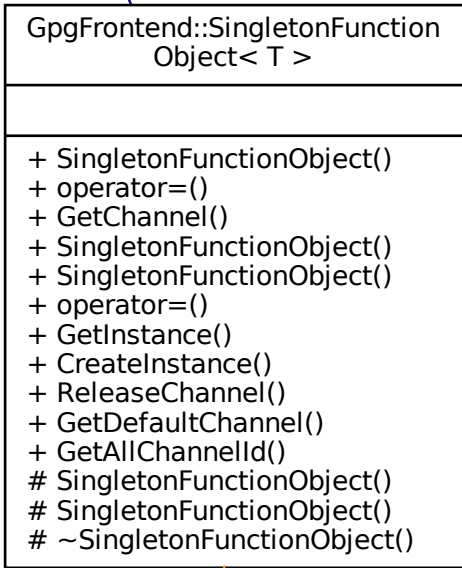 GpgFrontend::SingletonFunction
Object< T >
+ SingletonFunctionObject()
+ operator=()
+ GetChannel()
+ SingletonFunctionObject()
+ SingletonFunctionObject()
+ operator=()
+ GetInstance()
+ CreateInstance()
+ ReleaseChannel()
+ GetDefaultChannel()
+ GetAllChannelId()
# SingletonFunctionObject()
# SingletonFunctionObject()
# ~SingletonFunctionObject()